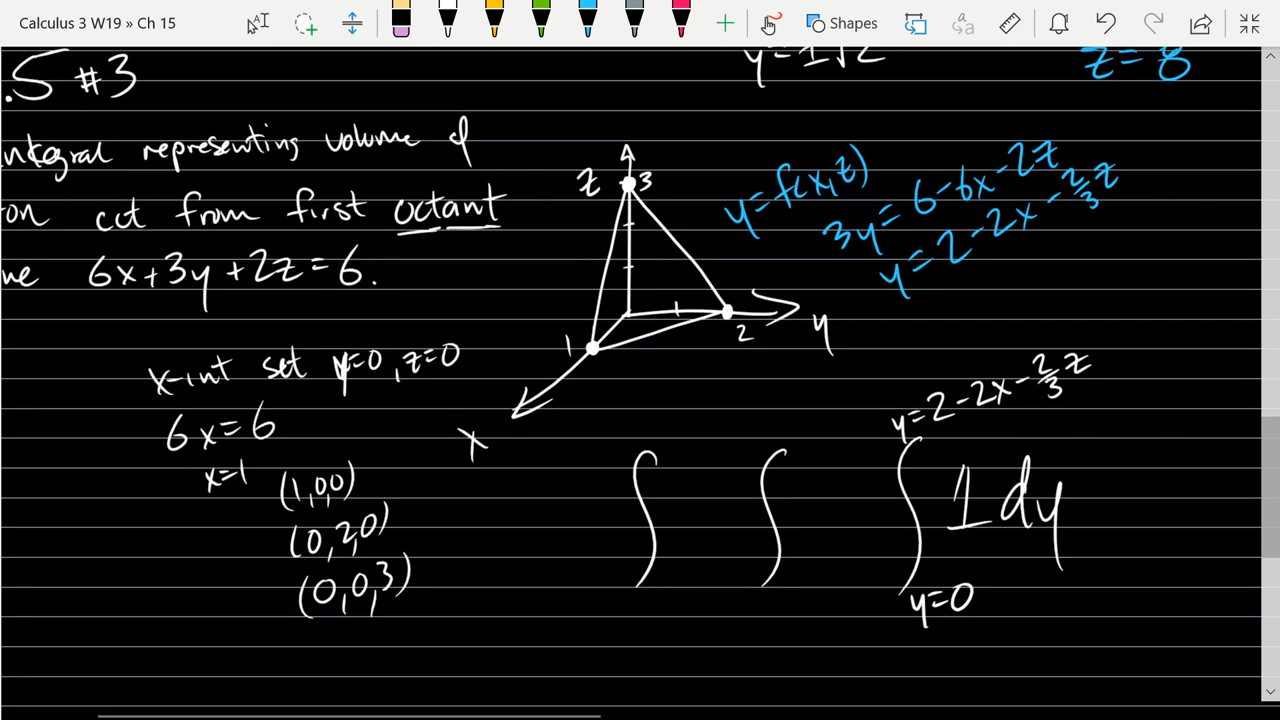 Calculus 3 W19 » Ch 15
Shapes
z=8
.5 #3
integral representing volume of
on cut from first octant
ne 6x+3y+2z=6.
x-int set y=0, z=0
6x=6
x=1
(1,0,0)
(0,2,0)
(0,0,3)
z 3
1
2
y
x
y=f(x,z)
3y=6-6x-2z
y=2-2x-2/3z
y=2-2x-2/3z
∫ ∫ ∫ 1dy
y=0